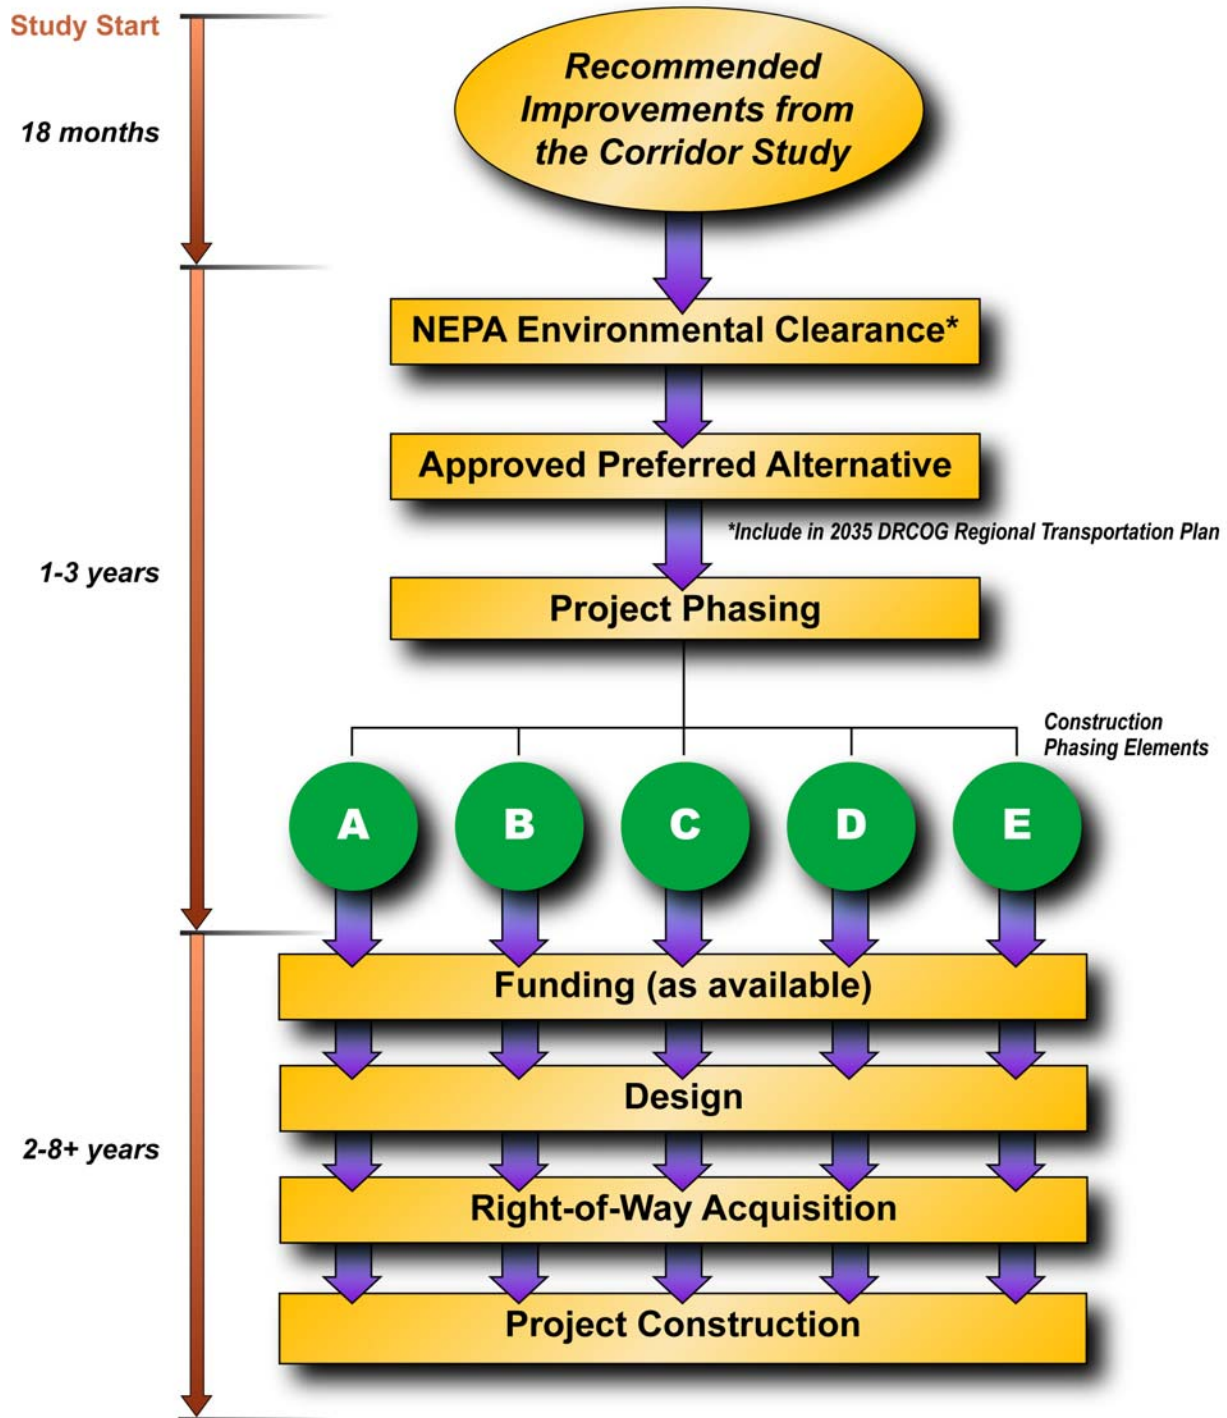 Study Start
18 months
Recommended
Improvements from
the Corridor Study
NEPA Environmental Clearance*
Approved Preferred Alternative
*Include in 2035 DRCOG Regional Transportation Plan
1-3 years
Project Phasing
Construction
Phasing Elements
A B C D E
Funding (as available)
Design
2-8+ years
Right-of-Way Acquisition
Project Construction